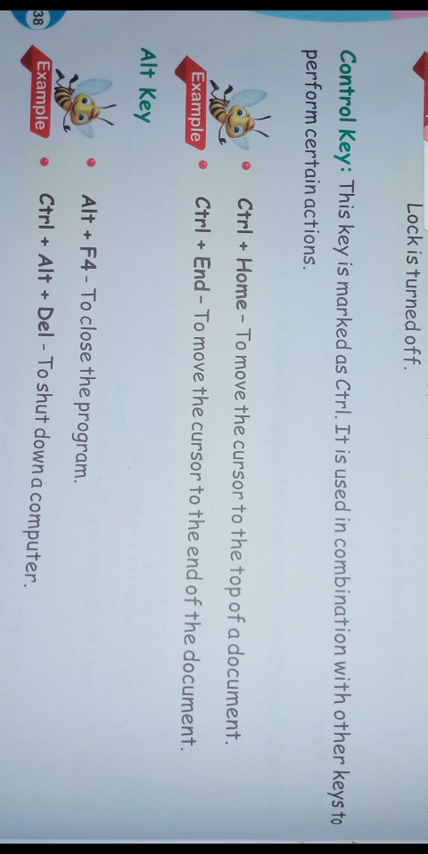 Lock is turned off.
Control Key: This key is marked as Ctrl. It is used in combination with other keys to
perform certain actions.
• Ctrl + Home - To move the cursor to the top of a document.
Example • Ctrl + End - To move the cursor to the end of the document.
Alt Key
• Alt + F4 - To close the program.
Example • Ctrl + Alt + Del - To shut down a computer.
38